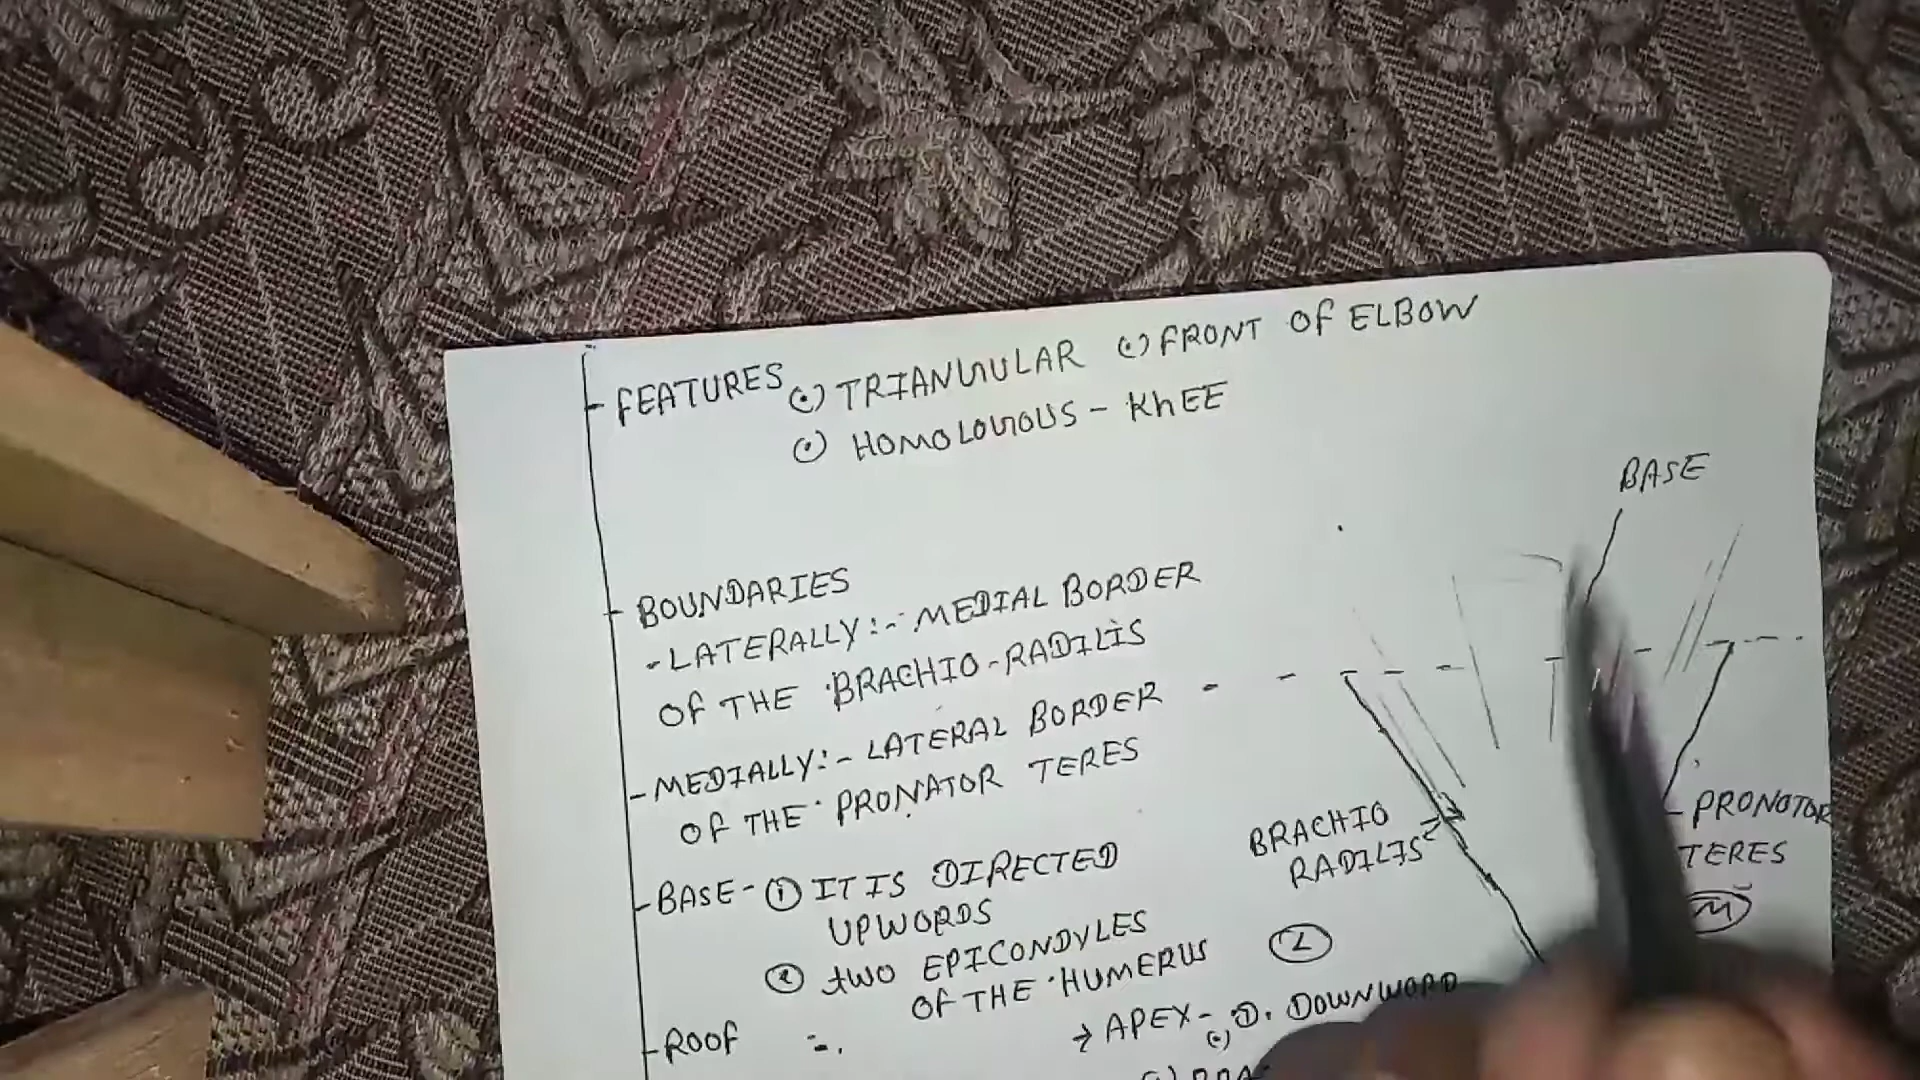 FEATURES (•) TRIANGULAR (•) FRONT OF ELBOW
(•) HOMOLOGOUS - KhEE
BASE
BOUNDARIES
- LATERALLY:- MEDIAL BORDER
OF THE BRACHIO-RADILIS
- MEDIALLY:- LATERAL BORDER
OF THE PRONATOR TERES
BRACHIO
RADILIS
PRONOTOR
TERES
M
L
BASE - ① IT IS DIRECTED
UPWORDS
② tWO EPICONDYLES
OF THE HUMERUS
→ APEX - (•) ①. DOWNWORD
ROOF :-.